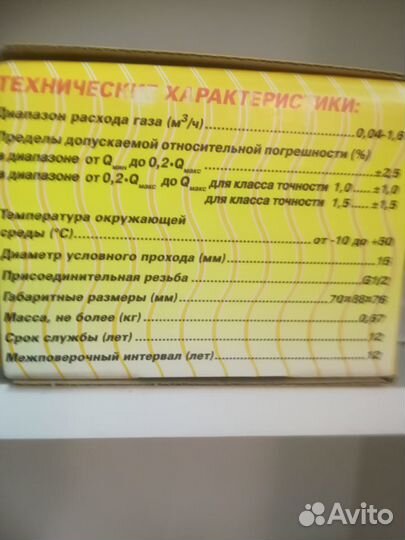 ТЕХНИЧЕСКИЕ ХАРАКТЕРИСТИКИ:
Диапазон расхода газа (м³/ч) 0,04-1,6
Пределы допускаемой относительной погрешности (%)
в диапазоне от Qмин до 0,2·Qмакс ±2,5
в диапазоне от 0,2·Qмакс до Qмакс для класса точности 1,0 ±1,0
для класса точности 1,5 ±1,5
Температура окружающей
среды (°С) от -10 до +50
Диаметр условного прохода (мм) 15
Присоединительная резьба G1/2
Габаритные размеры (мм) 70×88×76
Масса, не более (кг) 0,67
Срок службы (лет) 12
Межповерочный интервал (лет) 12
Avito